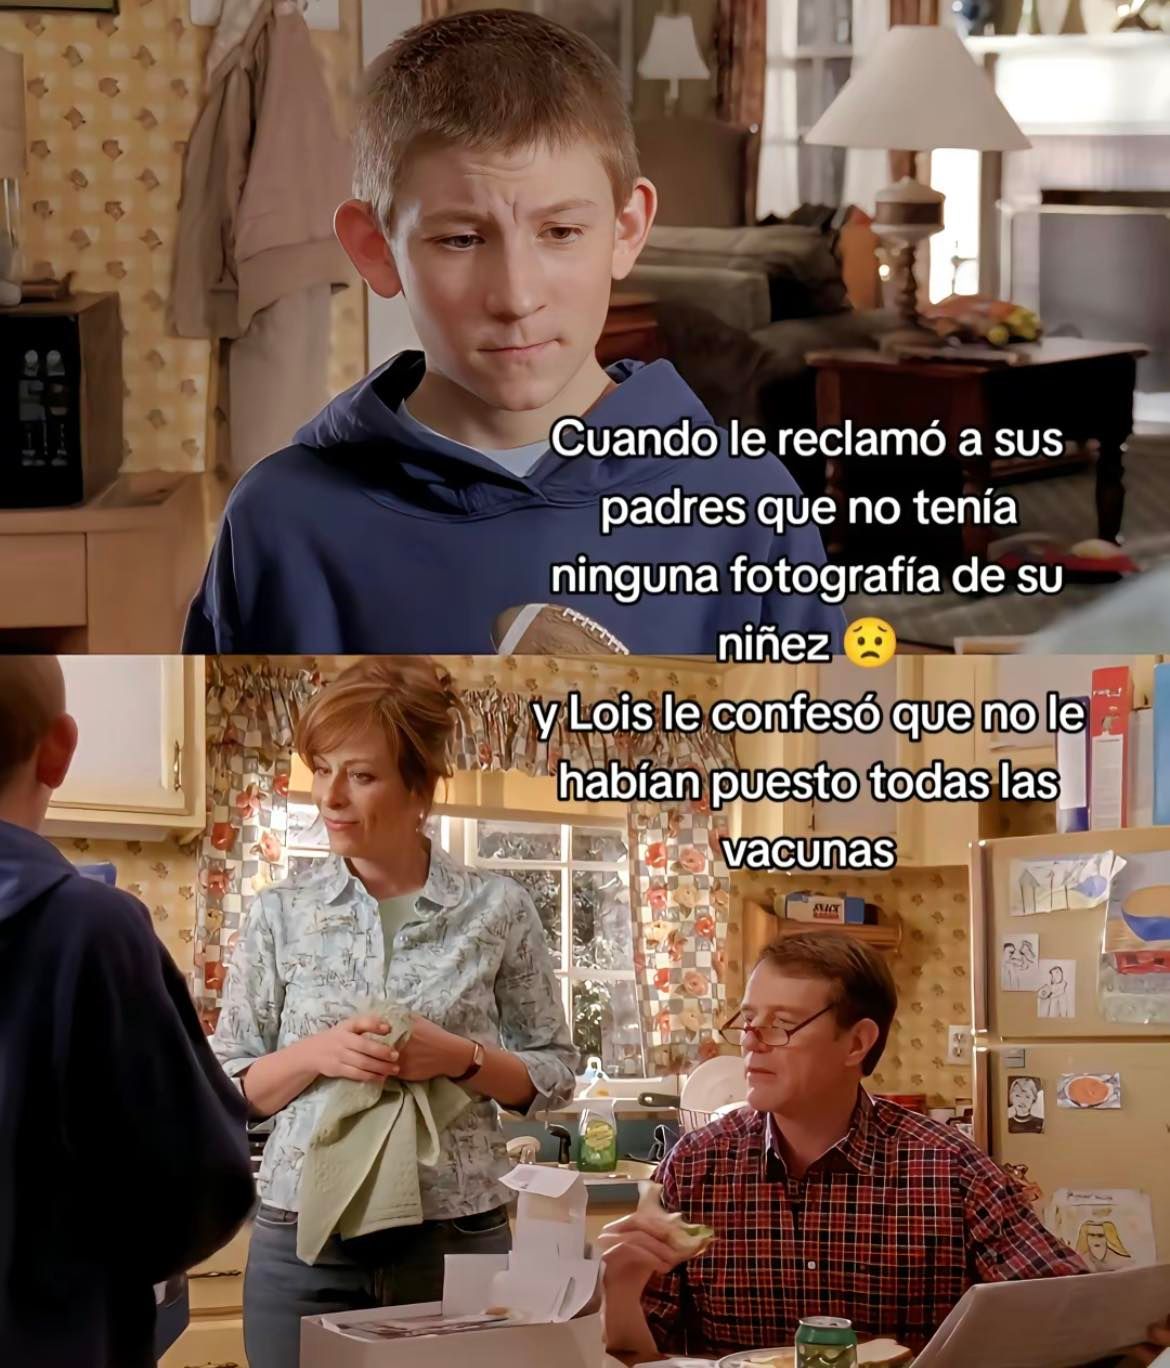 Cuando le reclamó a sus
padres que no tenía
ninguna fotografía de su
niñez 😟
y Lois le confesó que no le
habían puesto todas las
vacunas